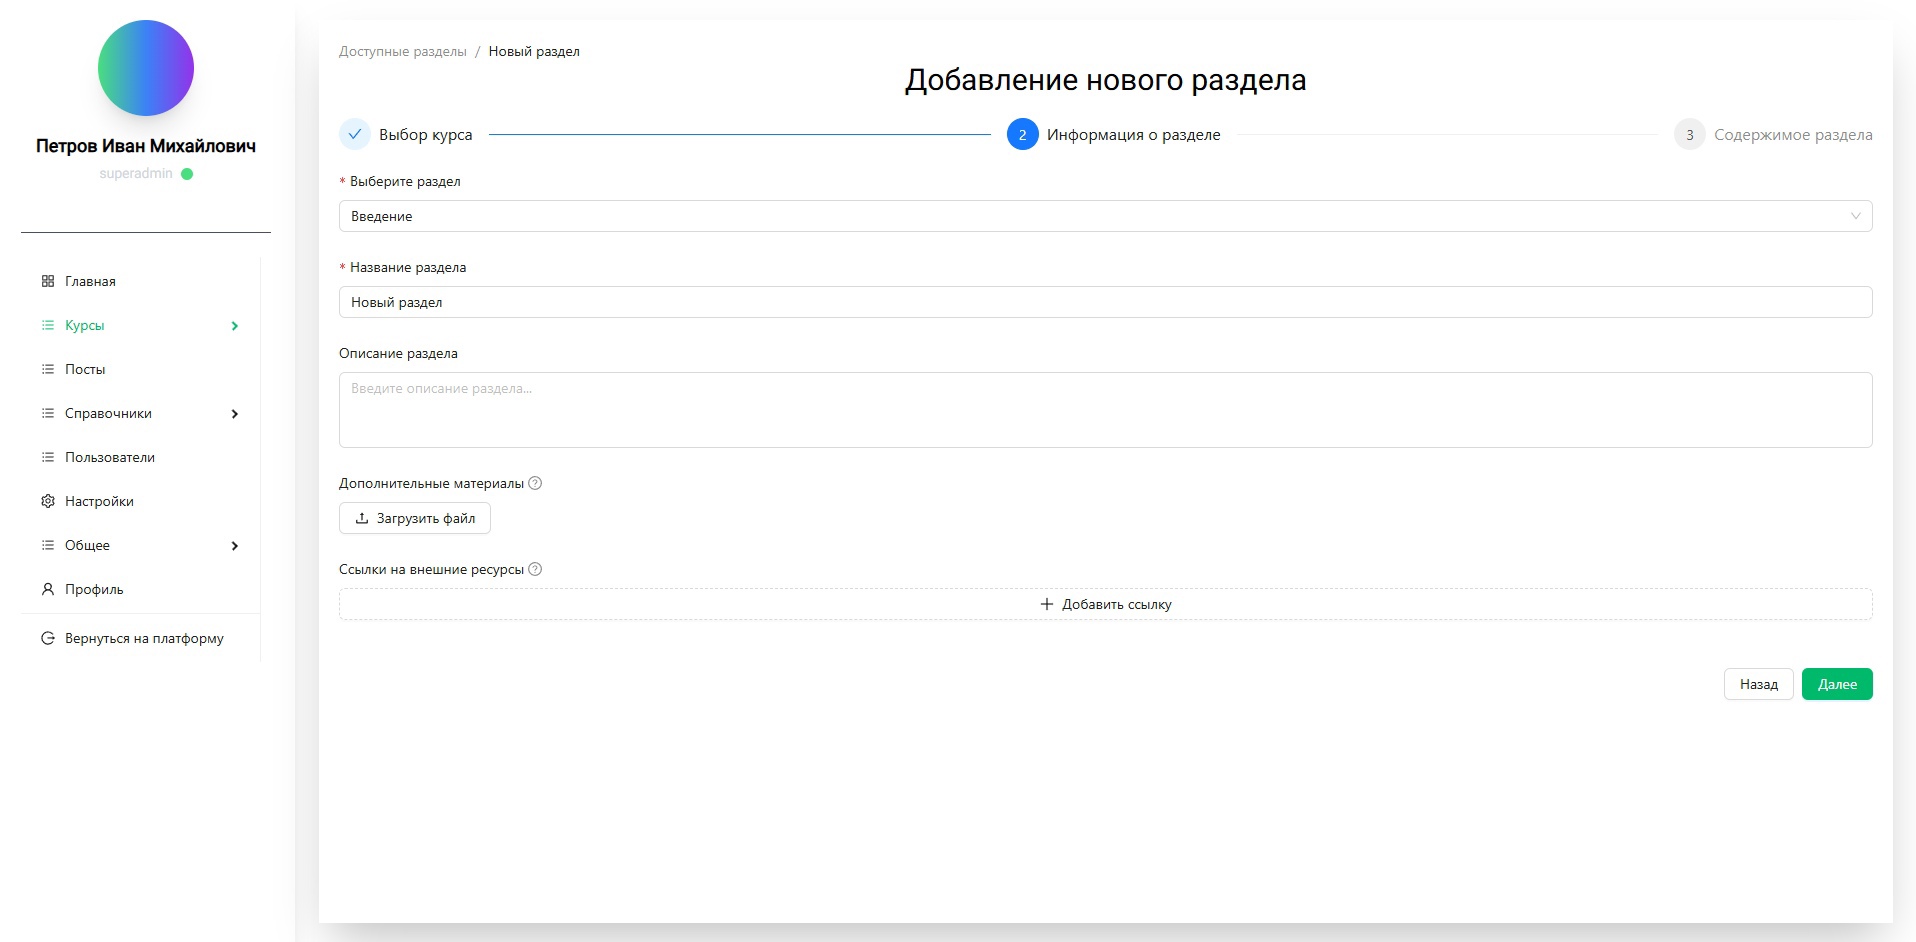 Петров Иван Михайлович
superadmin
Главная
Курсы
Посты
Справочники
Пользователи
Настройки
Общее
Профиль
Вернуться на платформу
Доступные разделы / Новый раздел
Добавление нового раздела
Выбор курса
2 Информация о разделе
3 Содержимое раздела
* Выберите раздел
Введение
* Название раздела
Новый раздел
Описание раздела
Введите описание раздела...
Дополнительные материалы ?
Загрузить файл
Ссылки на внешние ресурсы ?
+ Добавить ссылку
Назад
Далее